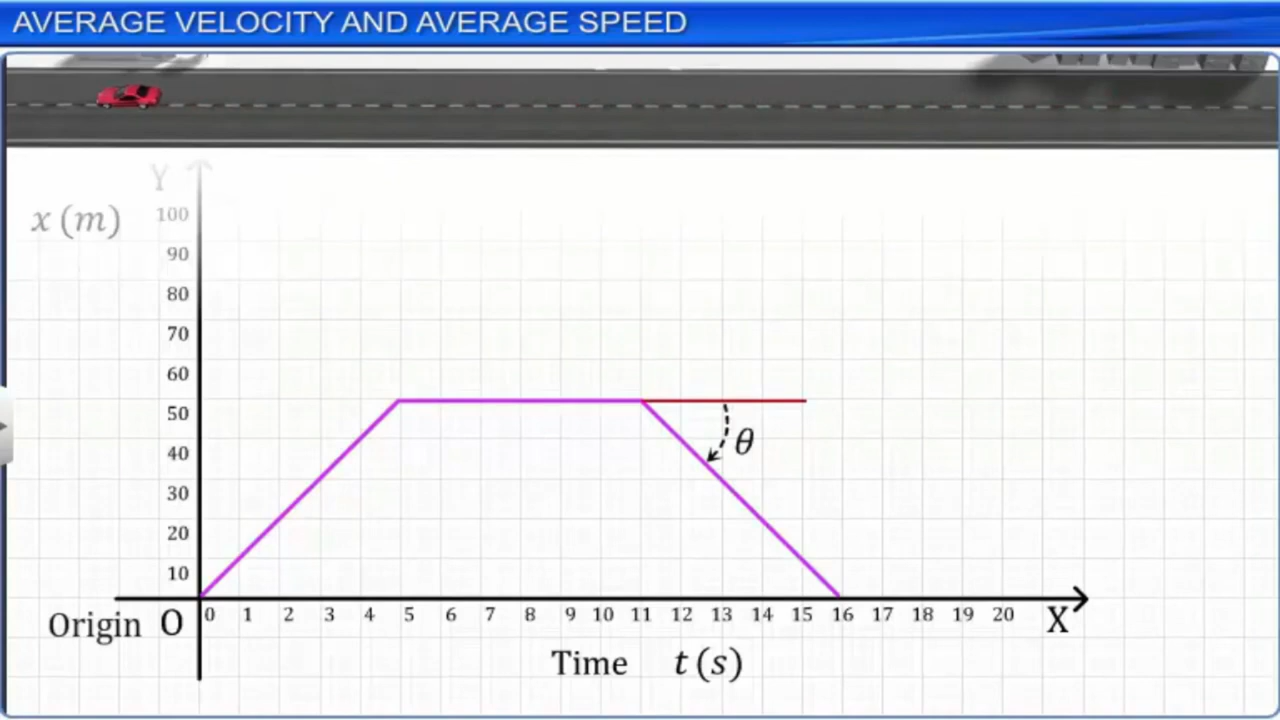 AVERAGE VELOCITY AND AVERAGE SPEED
Y
x (m)
100
90
80
70
60
50
40
30
20
10
Origin O
0 1 2 3 4 5 6 7 8 9 10 11 12 13 14 15 16 17 18 19 20
X
θ
Time t (s)